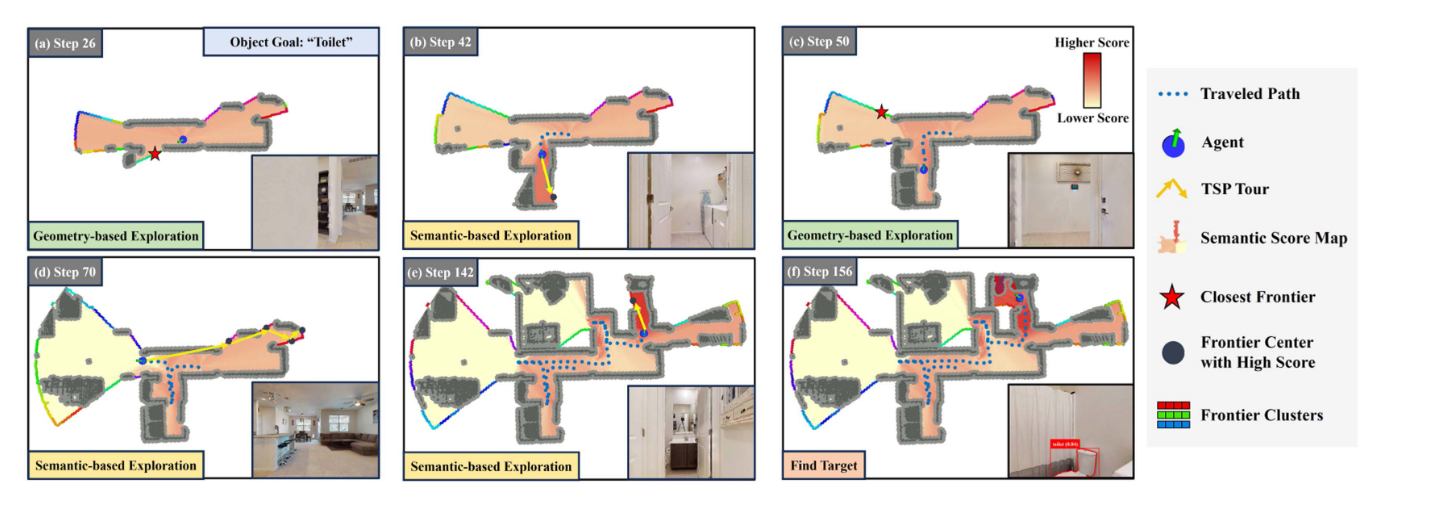 (a) Step 26
Object Goal: “Toilet”
Geometry-based Exploration
(b) Step 42
Semantic-based Exploration
(c) Step 50
Higher Score
Lower Score
Geometry-based Exploration
(d) Step 70
Semantic-based Exploration
(e) Step 142
Semantic-based Exploration
(f) Step 156
Find Target
Traveled Path
Agent
TSP Tour
Semantic Score Map
Closest Frontier
Frontier Center
with High Score
Frontier Clusters